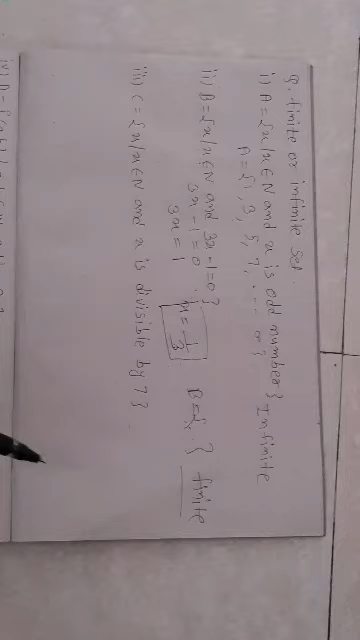 Q. finite or infinite set.
i) A = {x/x∈N and x is odd number} Infinite
A = {1, 3, 5, 7, ---- ∞}
ii) B = {x/x∈N and 3x-1=0}
3x - 1 = 0
3x = 1
x = 1/3
B = { } finite
iii) C = {x/x∈N and x is divisible by 7}